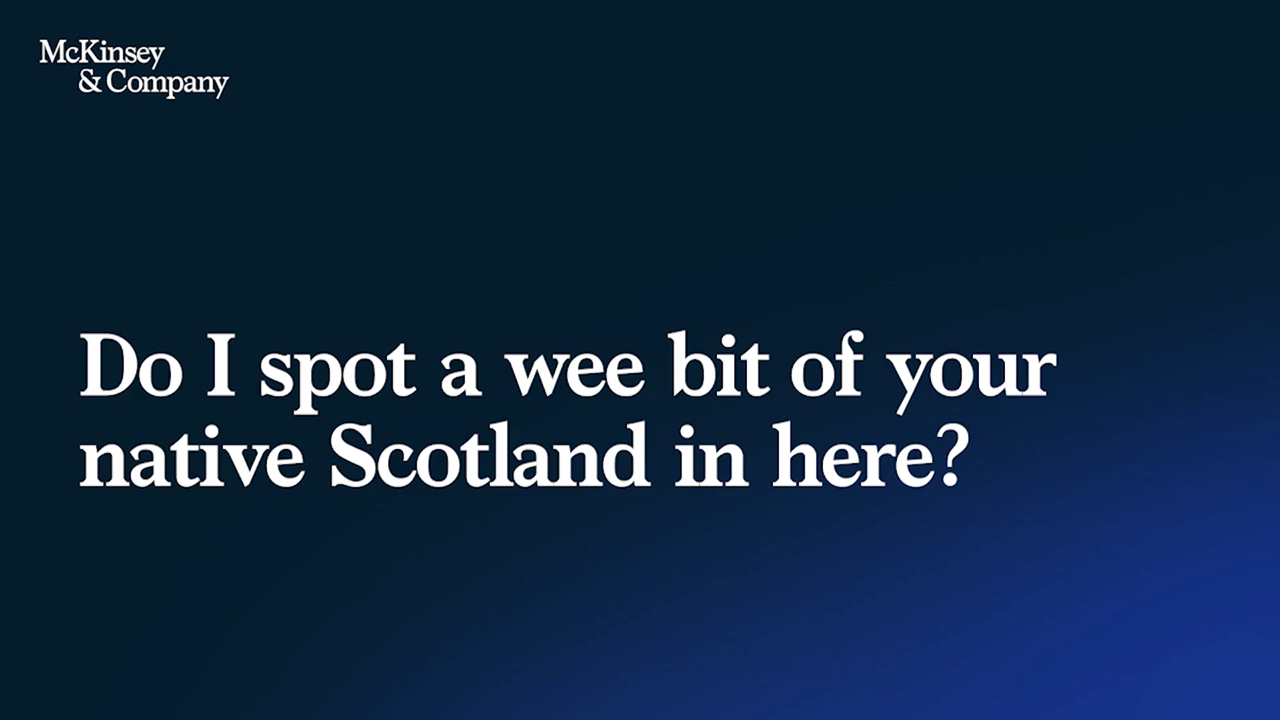 McKinsey
& Company
Do I spot a wee bit of your
native Scotland in here?